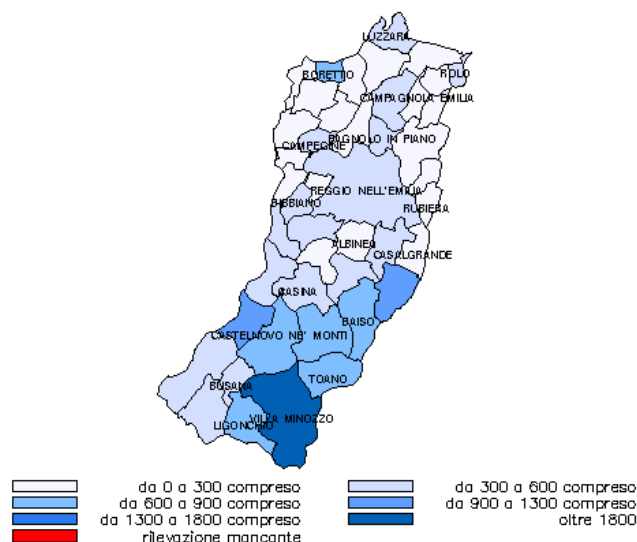 LUZZARA
BORETTO
ROLO
CAMPAGNOLA EMILIA
BAGNOLO IN PIANO
CAMPEGINE
REGGIO NELL'EMILIA
BIBBIANO
RUBIERA
ALBINEA
CASALGRANDE
CASINA
BAISO
CASTELNOVO NE' MONTI
TOANO
BUSANA
VILLA MINOZZO
LIGONCHIO
da 0 a 300 compreso
da 300 a 600 compreso
da 600 a 900 compreso
da 900 a 1300 compreso
da 1300 a 1800 compreso
oltre 1800
rilevazione mancante